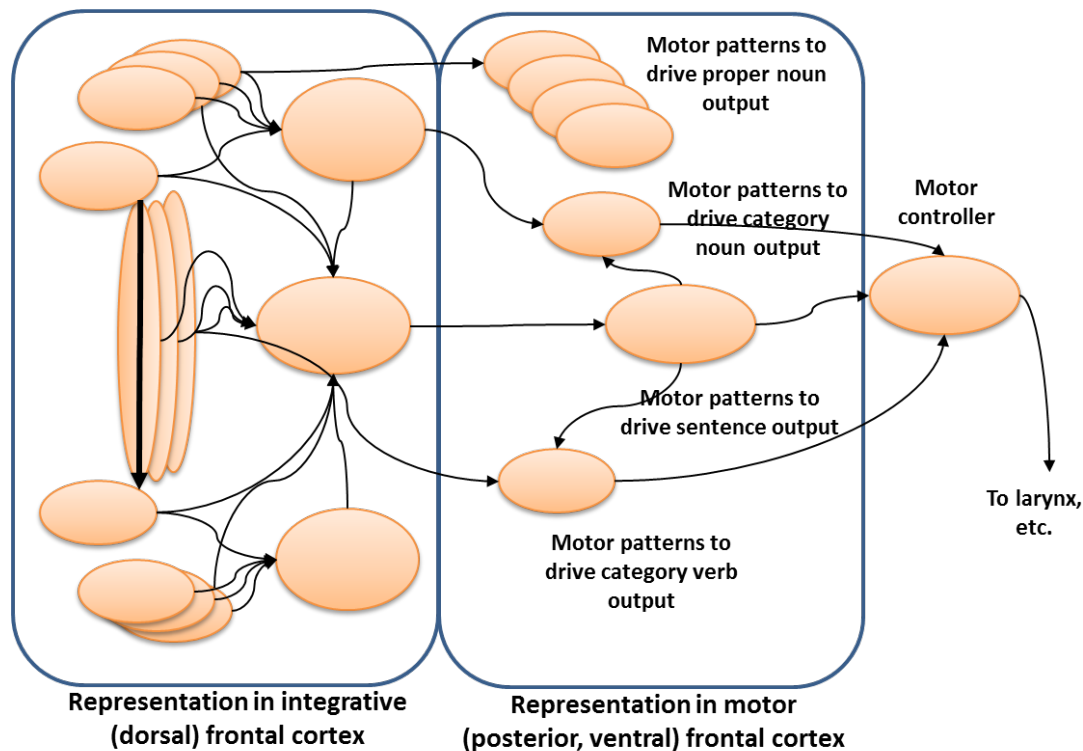 Motor patterns to
drive proper noun
output
Motor patterns to
drive category
noun output
Motor
controller
Motor patterns to
drive sentence output
To larynx,
etc.
Motor patterns to
drive category verb
output
Representation in integrative
(dorsal) frontal cortex
Representation in motor
(posterior, ventral) frontal cortex